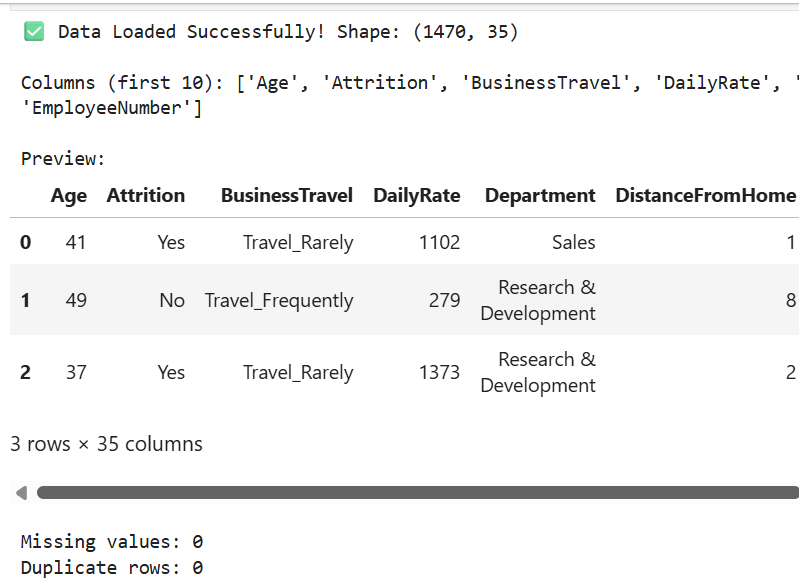 ✅ Data Loaded Successfully! Shape: (1470, 35)
Columns (first 10): ['Age', 'Attrition', 'BusinessTravel', 'DailyRate', '
'EmployeeNumber']
Preview:
Age Attrition BusinessTravel DailyRate Department DistanceFromHome
0 41 Yes Travel_Rarely 1102 Sales 1
1 49 No Travel_Frequently 279 Research & Development 8
2 37 Yes Travel_Rarely 1373 Research & Development 2
3 rows × 35 columns
Missing values: 0
Duplicate rows: 0